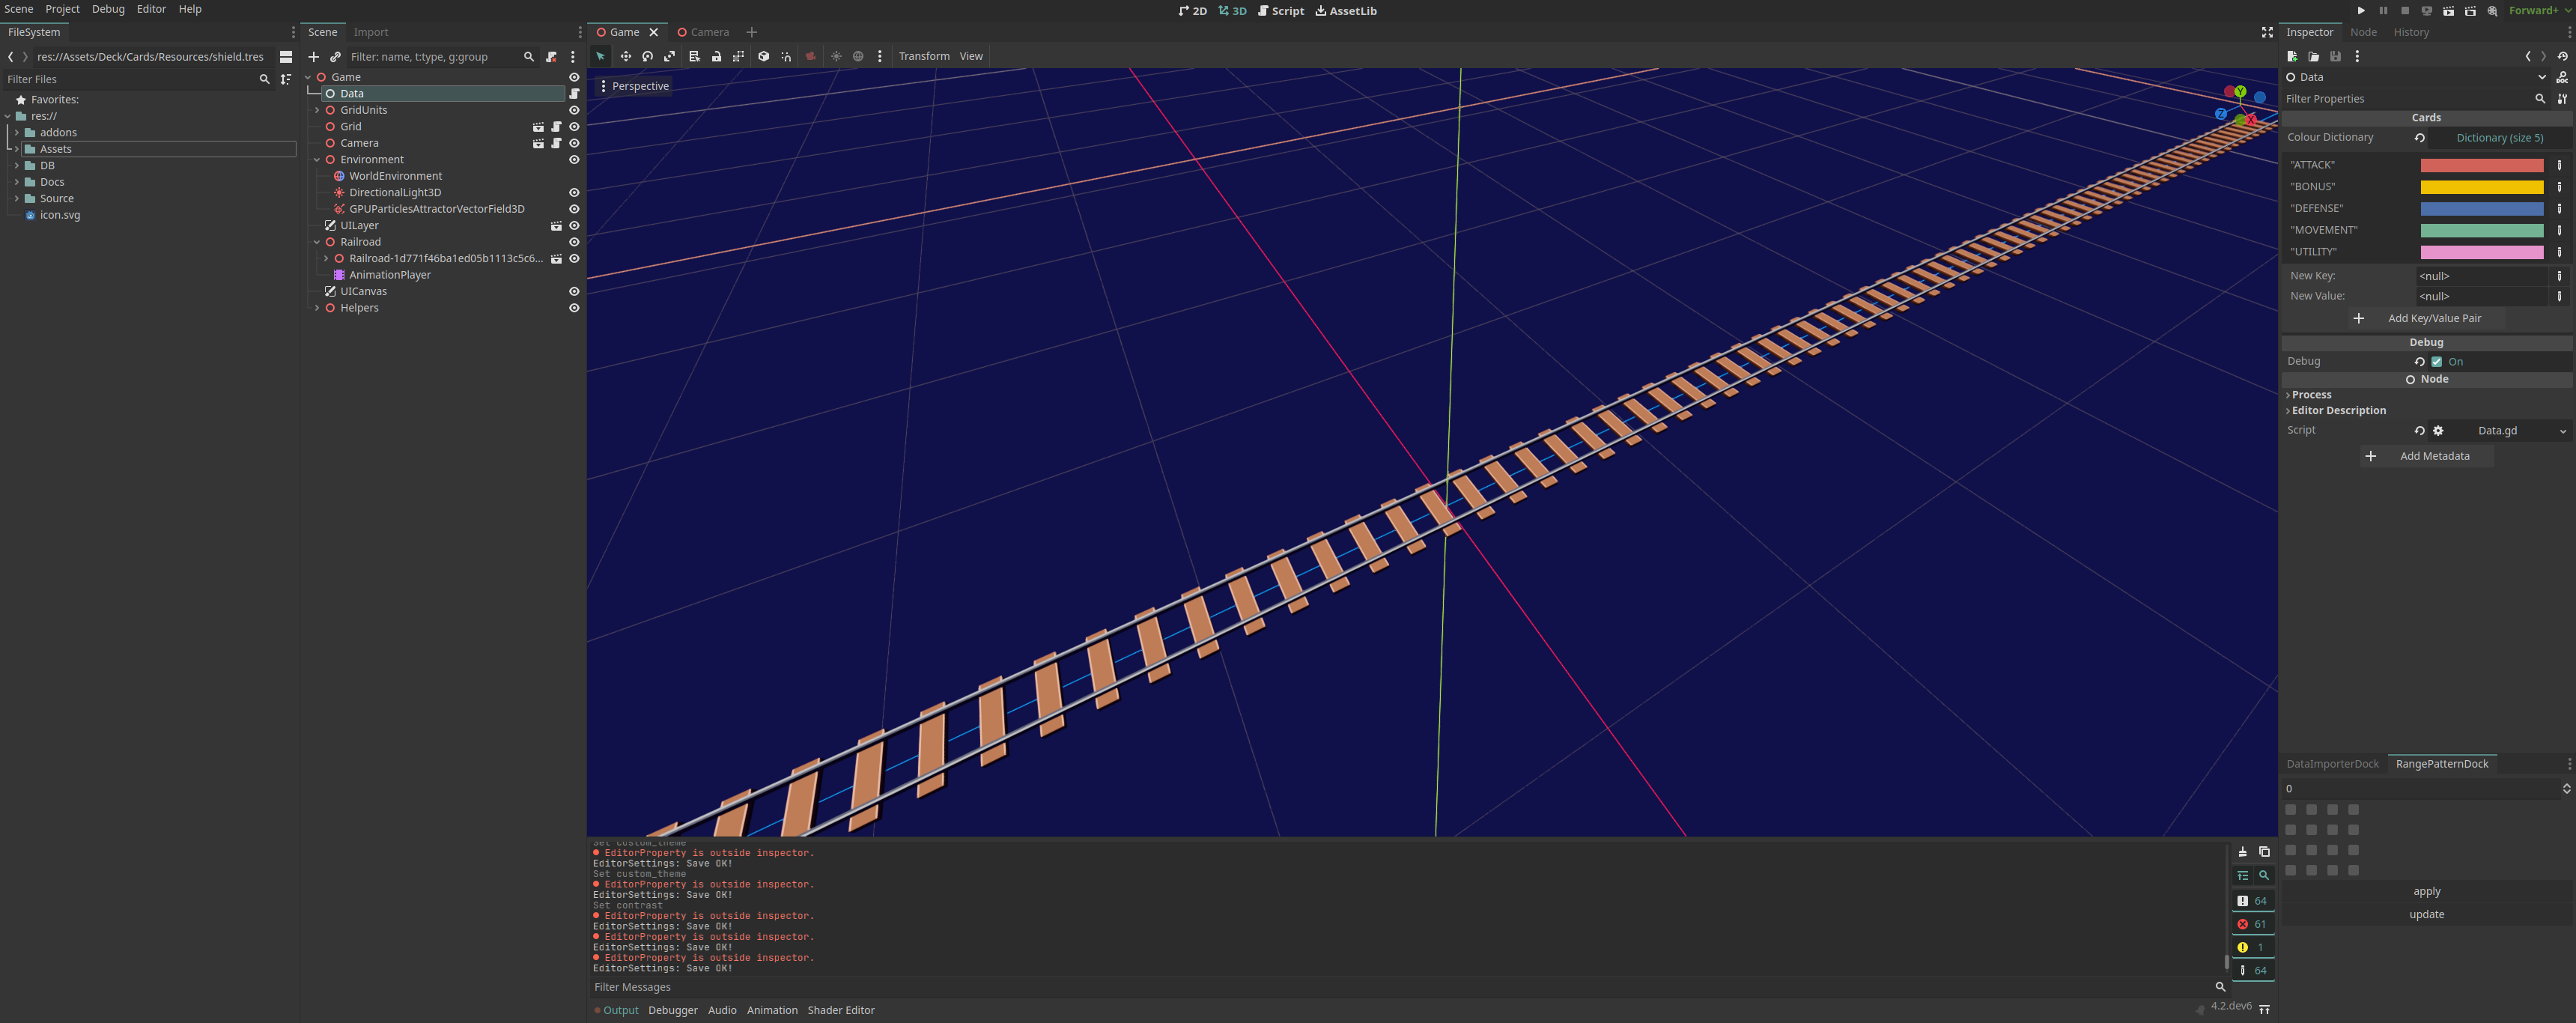 Scene Project Debug Editor Help
2D 3D Script AssetLib
Forward+
FileSystem
res://Assets/Deck/Cards/Resources/shield.tres
Filter Files
Favorites:
res://
addons
Assets
DB
Docs
Source
icon.svg
Scene Import
Filter: name, t:type, g:group
Game
Data
GridUnits
Grid
Camera
Environment
WorldEnvironment
DirectionalLight3D
GPUParticlesAttractorVectorField3D
UILayer
Railroad
Railroad-1d771f46ba1ed05b1113c5c6...
AnimationPlayer
UICanvas
Helpers
Game Camera
Transform View
Perspective
Y
Z
X
Set custom_theme
EditorProperty is outside inspector.
EditorSettings: Save OK!
Set custom_theme
EditorProperty is outside inspector.
EditorSettings: Save OK!
Set contrast
EditorProperty is outside inspector.
EditorSettings: Save OK!
EditorProperty is outside inspector.
EditorSettings: Save OK!
EditorProperty is outside inspector.
EditorSettings: Save OK!
64
61
1
64
Filter Messages
Output Debugger Audio Animation Shader Editor
4.2.dev6
Inspector Node History
Data
Filter Properties
Cards
Colour Dictionary Dictionary (size 5)
"ATTACK"
"BONUS"
"DEFENSE"
"MOVEMENT"
"UTILITY"
New Key: <null>
New Value: <null>
Add Key/Value Pair
Debug
Debug On
Node
Process
Editor Description
Script Data.gd
Add Metadata
DataImporterDock RangePatternDock
0
apply
update